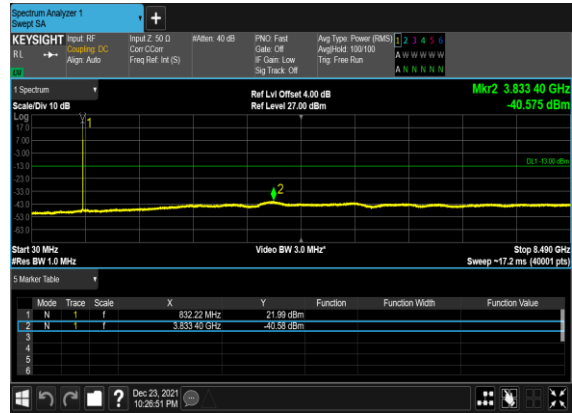 Spectrum Analyzer 1
Swept SA
+
KEYSIGHT Input: RF Input Z: 50 Ω #Atten: 40 dB PNO: Fast Avg Type: Power (RMS) 1 2 3 4 5 6
RL Coupling: DC Corr CCorr Gate: Off Avg|Hold: 100/100 A W W W W W
Align: Auto Freq Ref: Int (S) IF Gain: Low Trig: Free Run
Sig Track: Off A N N N N N
1 Spectrum Ref Lvl Offset 4.00 dB Mkr2 3.833 40 GHz
Scale/Div 10 dB Ref Level 27.00 dBm -40.575 dBm
Log
17.0
7.00
-3.00
-13.0
-23.0
-33.0
-43.0
-53.0
-63.0
1
DL1 -13.00 dBm
2
Start 30 MHz Video BW 3.0 MHz* Stop 8.490 GHz
#Res BW 1.0 MHz Sweep ~17.2 ms (40001 pts)
5 Marker Table
Mode Trace Scale X Y Function Function Width Function Value
1 N 1 f 832.22 MHz 21.99 dBm
2 N 1 f 3.833 40 GHz -40.58 dBm
3
4
5
6
? Dec 23, 2021
10:26:51 PM